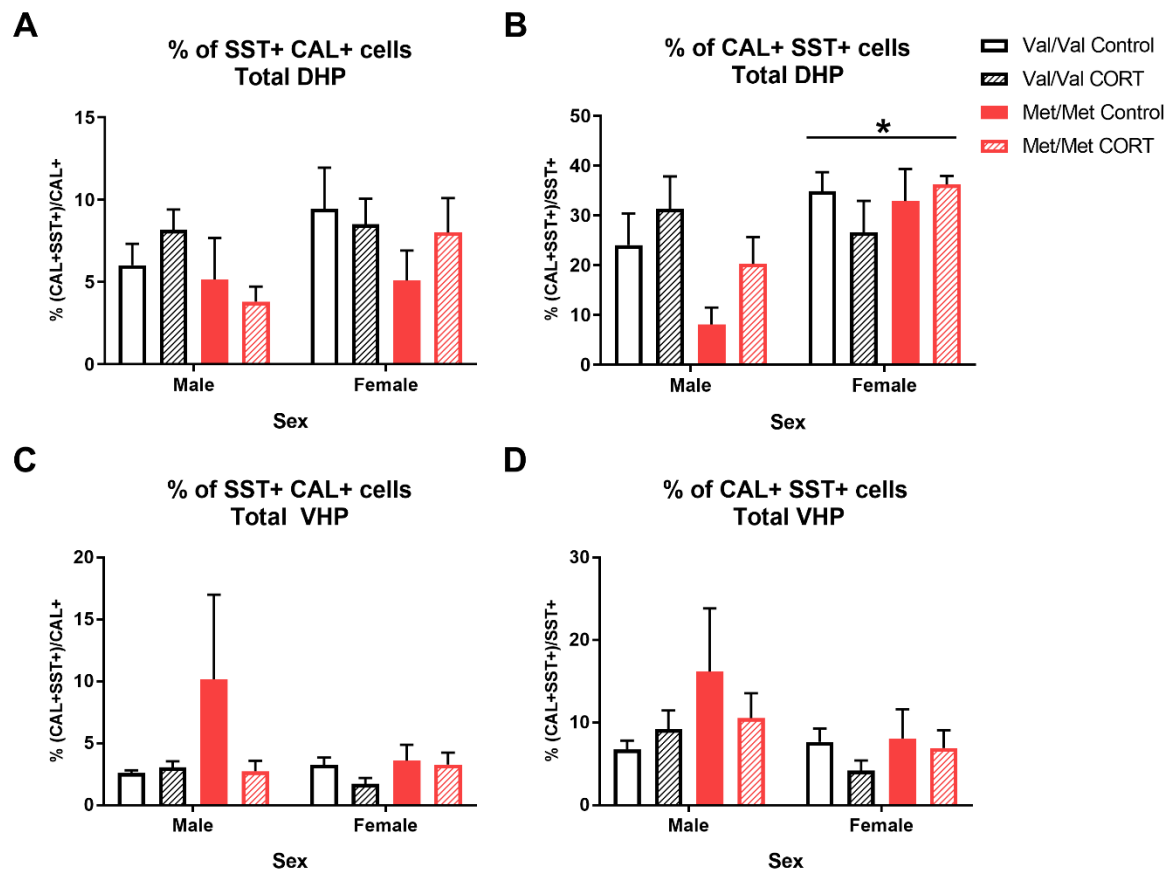 A
% of SST+ CAL+ cells
Total DHP
% (CAL+SST+)/CAL+
15
10
5
0
Male
Female
Sex
B
% of CAL+ SST+ cells
Total DHP
% (CAL+SST+)/SST+
50
40
30
20
10
0
*
Male
Female
Sex
Val/Val Control
Val/Val CORT
Met/Met Control
Met/Met CORT
C
% of SST+ CAL+ cells
Total VHP
% (CAL+SST+)/CAL+
20
15
10
5
0
Male
Female
Sex
D
% of CAL+ SST+ cells
Total VHP
% (CAL+SST+)/SST+
30
20
10
0
Male
Female
Sex